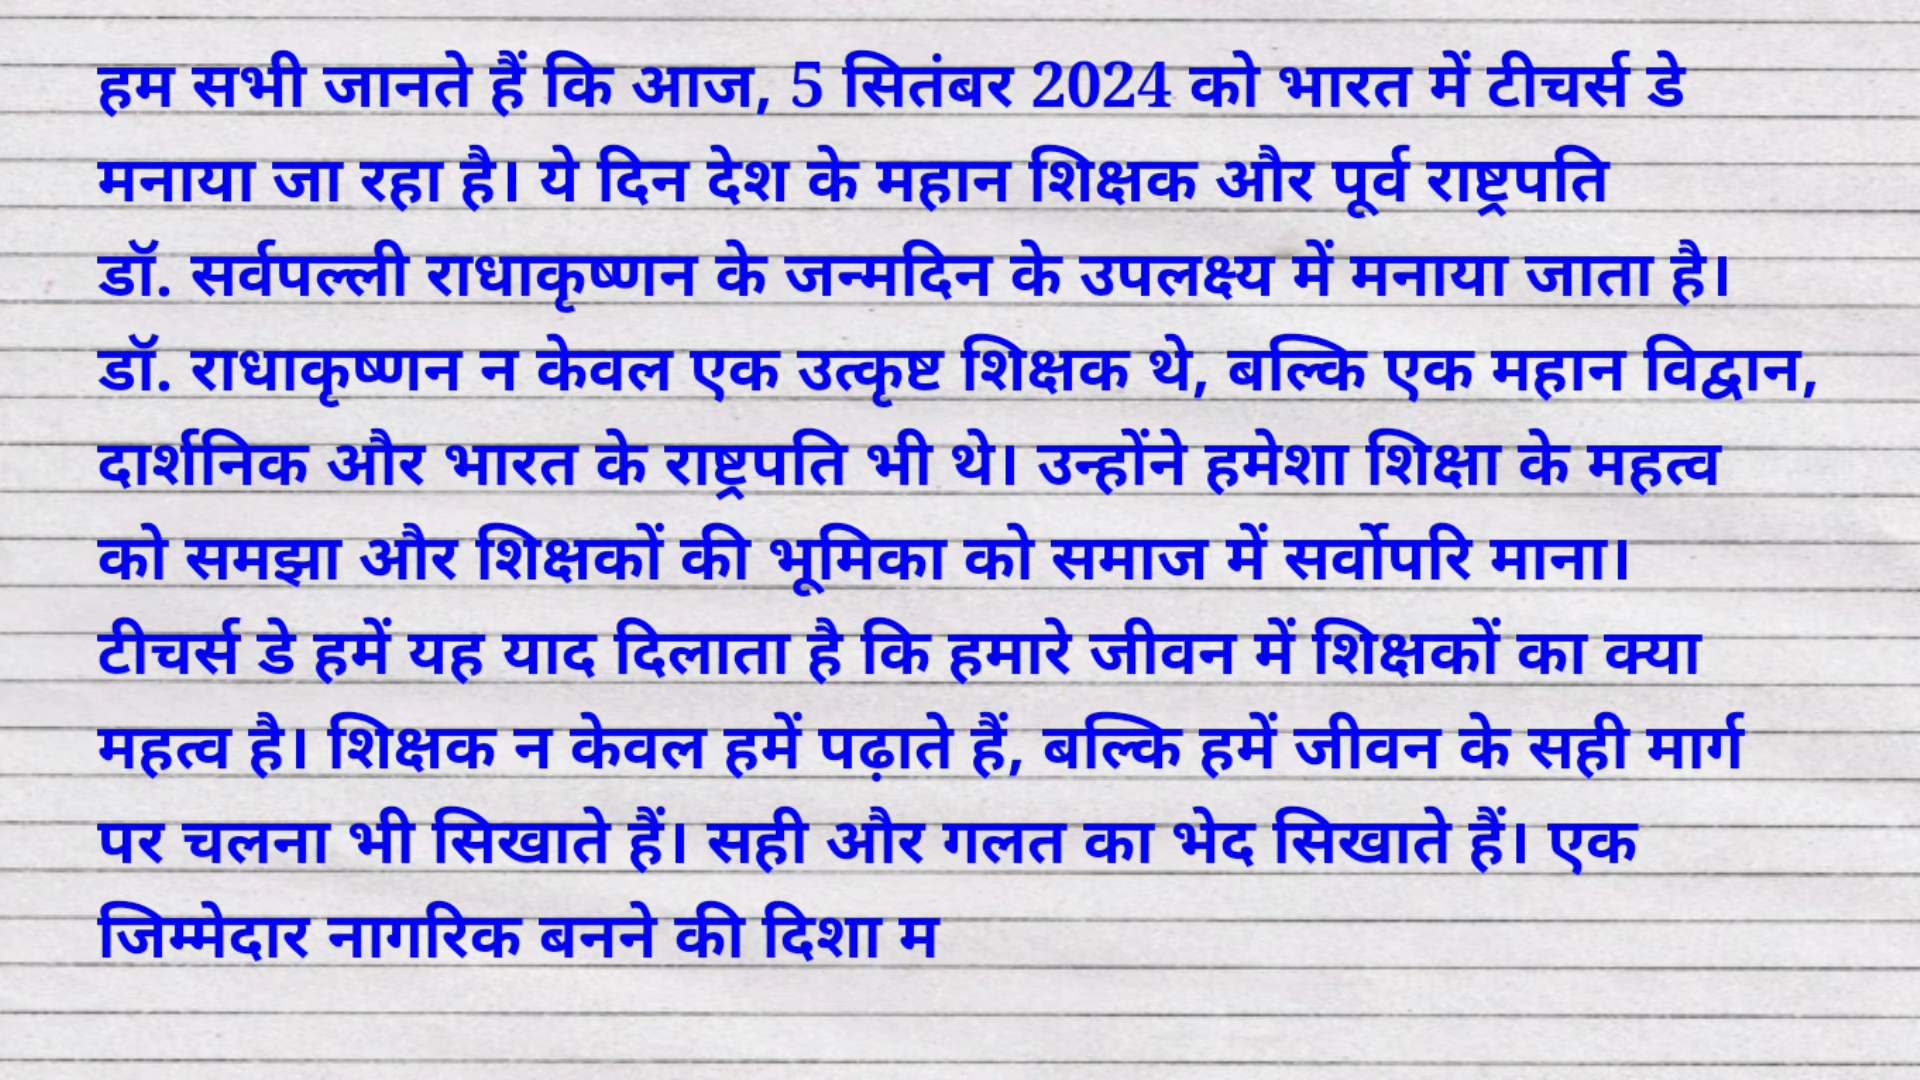 हम सभी जानते हैं कि आज, 5 सितंबर 2024 को भारत में टीचर्स डे
मनाया जा रहा है। ये दिन देश के महान शिक्षक और पूर्व राष्ट्रपति
डॉ. सर्वपल्ली राधाकृष्णन के जन्मदिन के उपलक्ष्य में मनाया जाता है।
डॉ. राधाकृष्णन न केवल एक उत्कृष्ट शिक्षक थे, बल्कि एक महान विद्वान,
दार्शनिक और भारत के राष्ट्रपति भी थे। उन्होंने हमेशा शिक्षा के महत्व
को समझा और शिक्षकों की भूमिका को समाज में सर्वोपरि माना।
टीचर्स डे हमें यह याद दिलाता है कि हमारे जीवन में शिक्षकों का क्या
महत्व है। शिक्षक न केवल हमें पढ़ाते हैं, बल्कि हमें जीवन के सही मार्ग
पर चलना भी सिखाते हैं। सही और गलत का भेद सिखाते हैं। एक
जिम्मेदार नागरिक बनने की दिशा म